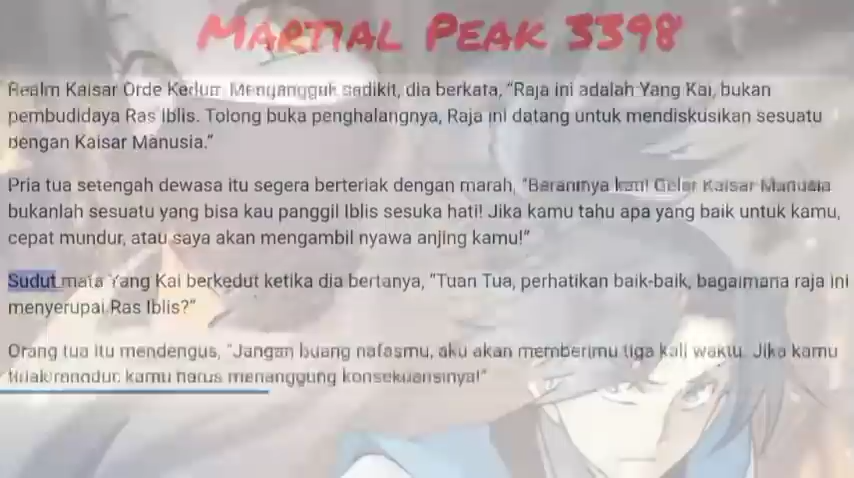 MARTIAL PEAK 3398
Realm Kaisar Orde Kedua. Mengangguk sedikit, dia berkata, “Raja ini adalah Yang Kai, bukan
pembudidaya Ras Iblis. Tolong buka penghalangnya, Raja ini datang untuk mendiskusikan sesuatu
dengan Kaisar Manusia.”
Pria tua setengah dewasa itu segera berteriak dengan marah, “Beraninya kau! Gelar Kaisar Manusia
bukanlah sesuatu yang bisa kau panggil Iblis sesuka hati! Jika kamu tahu apa yang baik untuk kamu,
cepat mundur, atau saya akan mengambil nyawa anjing kamu!”
Sudut mata Yang Kai berkedut ketika dia bertanya, “Tuan Tua, perhatikan baik-baik, bagaimana raja ini
menyerupai Ras Iblis?”
Orang tua itu mendengus, “Jangan buang nafasmu, aku akan memberimu tiga kali waktu. Jika kamu
kamu harus menanggung konsekuensinya!”